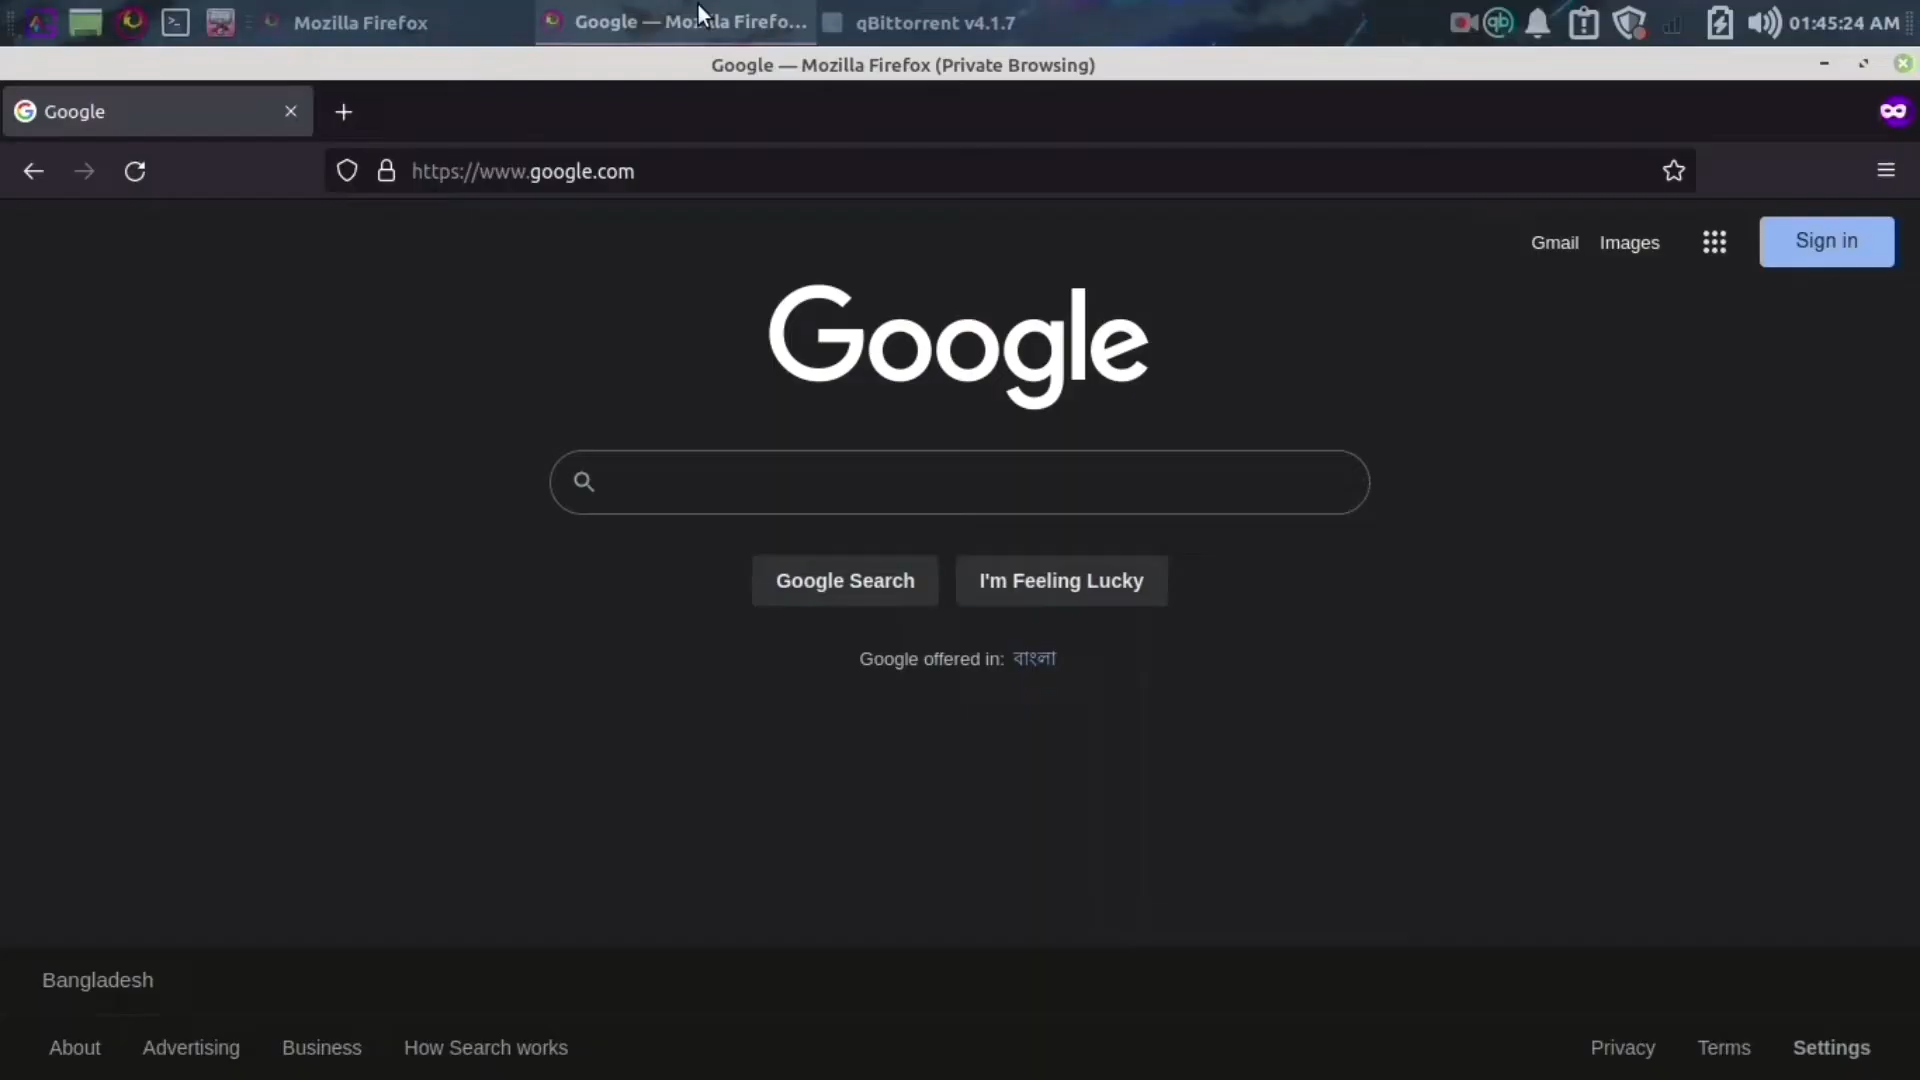 Mozilla Firefox
Google — Mozilla Firefo...
qBittorrent v4.1.7
01:45:24 AM
Google — Mozilla Firefox (Private Browsing)
Google
https://www.google.com
Gmail
Images
Sign in
Google
Google Search
I'm Feeling Lucky
Google offered in: বাংলা
Bangladesh
About
Advertising
Business
How Search works
Privacy
Terms
Settings